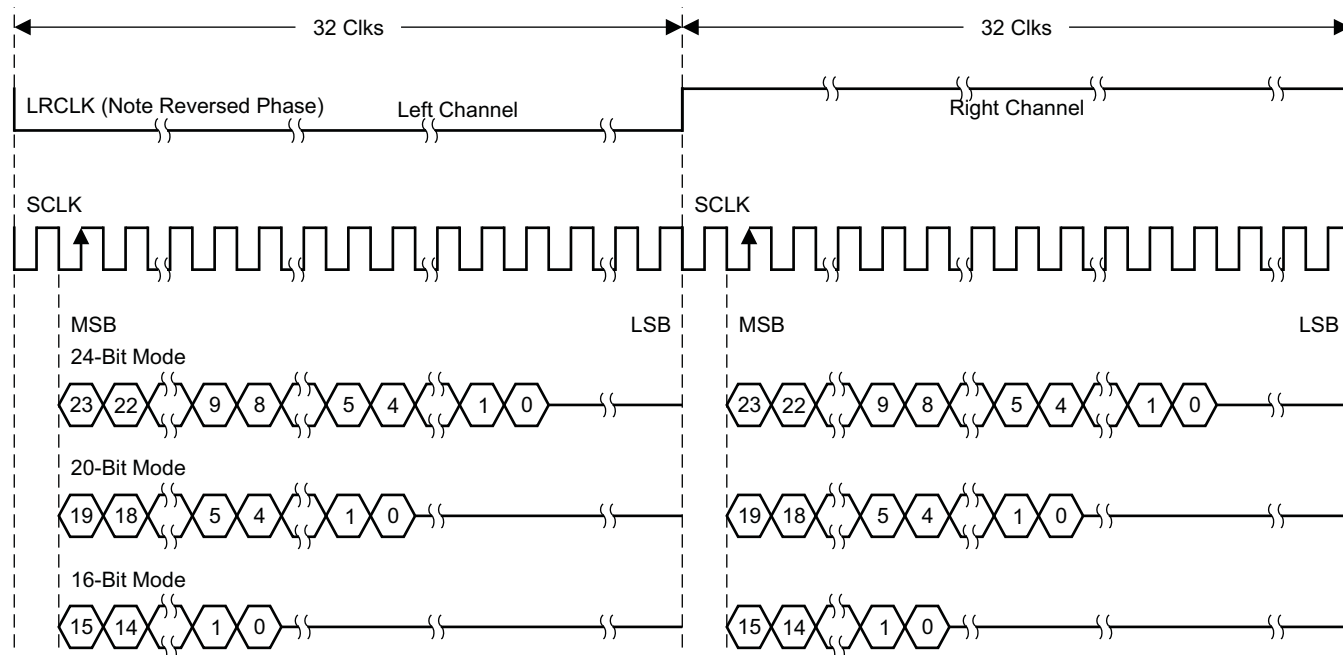 32 Clks 32 Clks
LRCLK (Note Reversed Phase) Left Channel Right Channel
SCLK SCLK
MSB LSB MSB LSB
24-Bit Mode
23 22 9 8 5 4 1 0 23 22 9 8 5 4 1 0
20-Bit Mode
19 18 5 4 1 0 19 18 5 4 1 0
16-Bit Mode
15 14 1 0 15 14 1 0